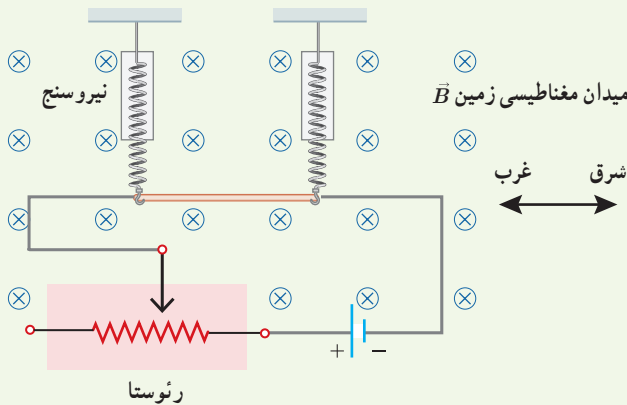 نیروسنج
میدان مغناطیسی زمین B
شرق
غرب
+ −
رئوستا